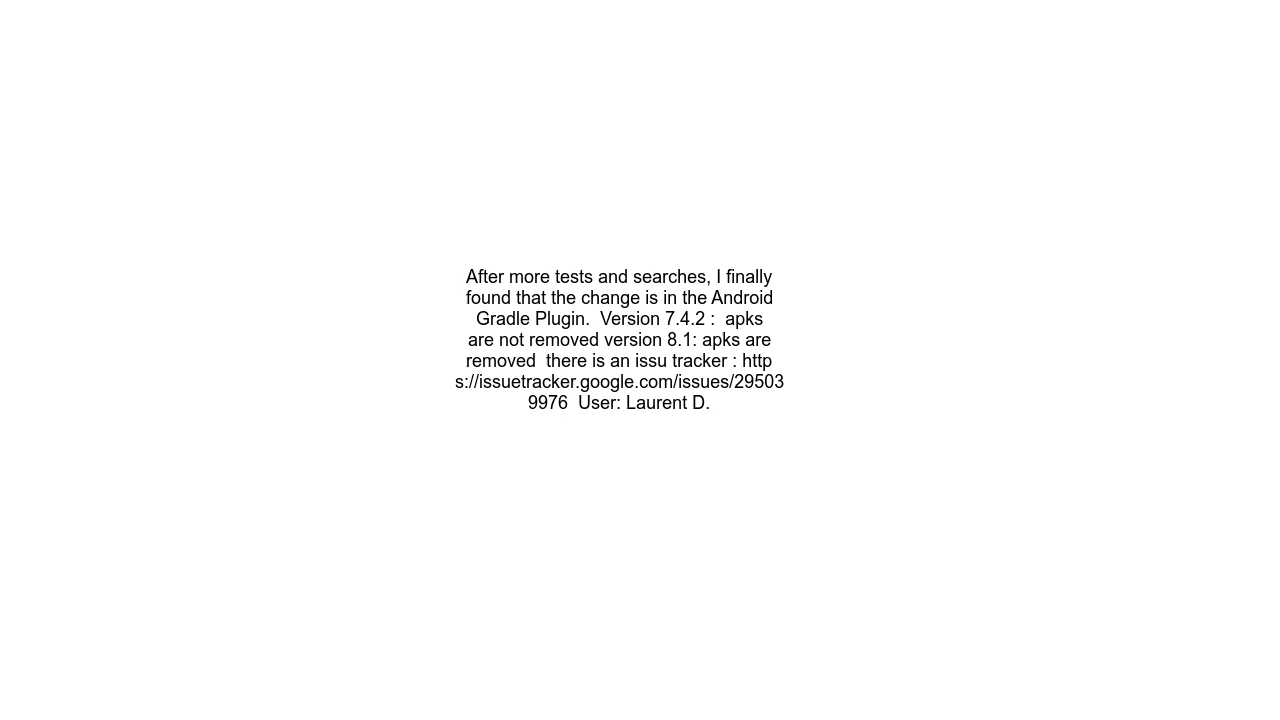 After more tests and searches, I finally
found that the change is in the Android
Gradle Plugin.  Version 7.4.2 :  apks
are not removed version 8.1: apks are
removed  there is an issu tracker : http
s://issuetracker.google.com/issues/29503
9976  User: Laurent D.